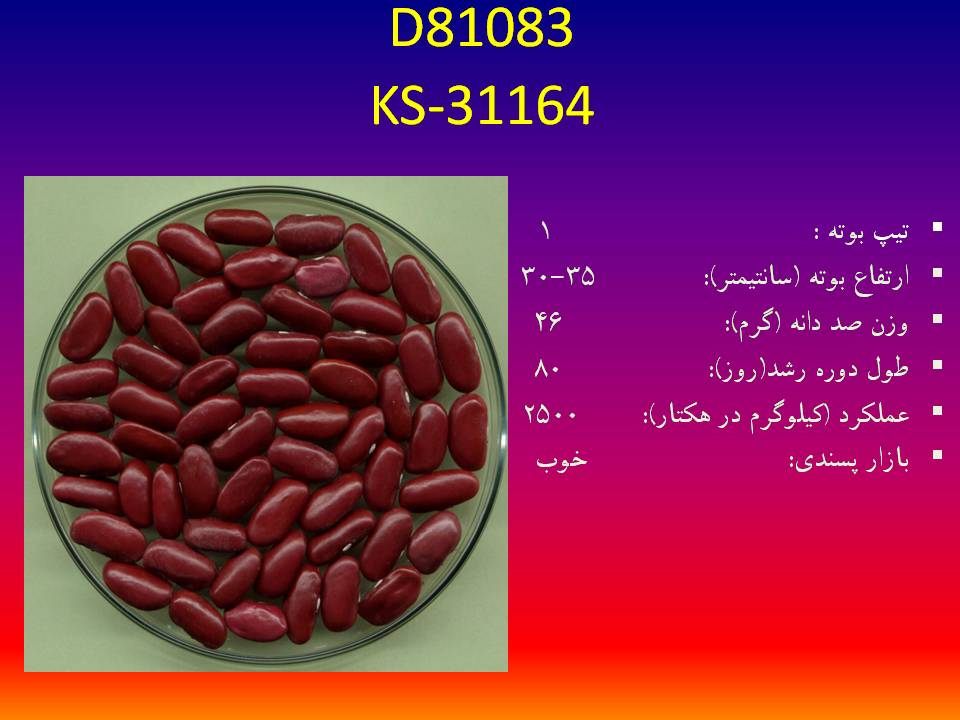 D81083
KS-31164
▪ تیپ بوته : ۱
▪ ارتفاع بوته (سانتیمتر): ۳۰-۳۵
▪ وزن صد دانه (گرم): ۴۶
▪ طول دوره رشد(روز): ۸۰
▪ عملکرد (کیلوگرم در هکتار): ۲۵۰۰
▪ بازار پسندی: خوب